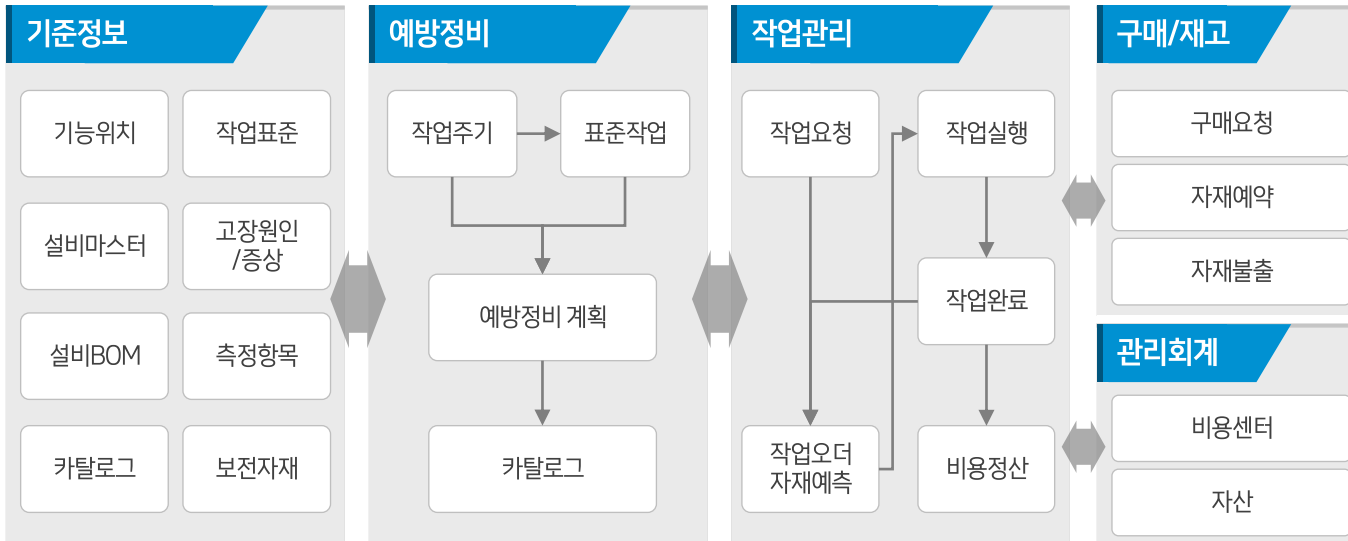 기준정보
기능위치
작업표준
설비마스터
고장원인
/증상
설비BOM
측정항목
카탈로그
보전자재
예방정비
작업주기
표준작업
예방정비 계획
카탈로그
작업관리
작업요청
작업실행
작업완료
작업오더
자재예측
비용정산
구매/재고
구매요청
자재예약
자재불출
관리회계
비용센터
자산